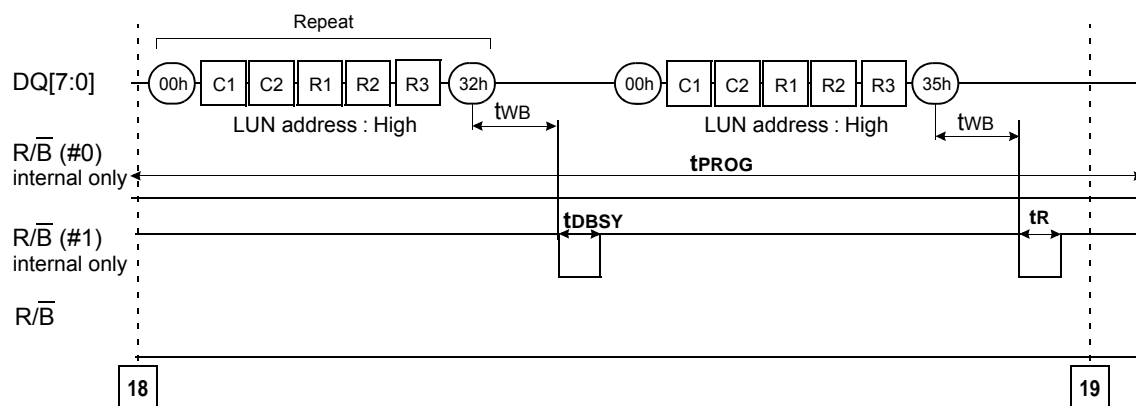 Repeat
DQ[7:0] 00h C1 C2 R1 R2 R3 32h 00h C1 C2 R1 R2 R3 35h
LUN address : High tWB LUN address : High tWB
R/B (#0)
internal only
tPROG
R/B (#1)
internal only
tDBSY tR
R/B
18 19